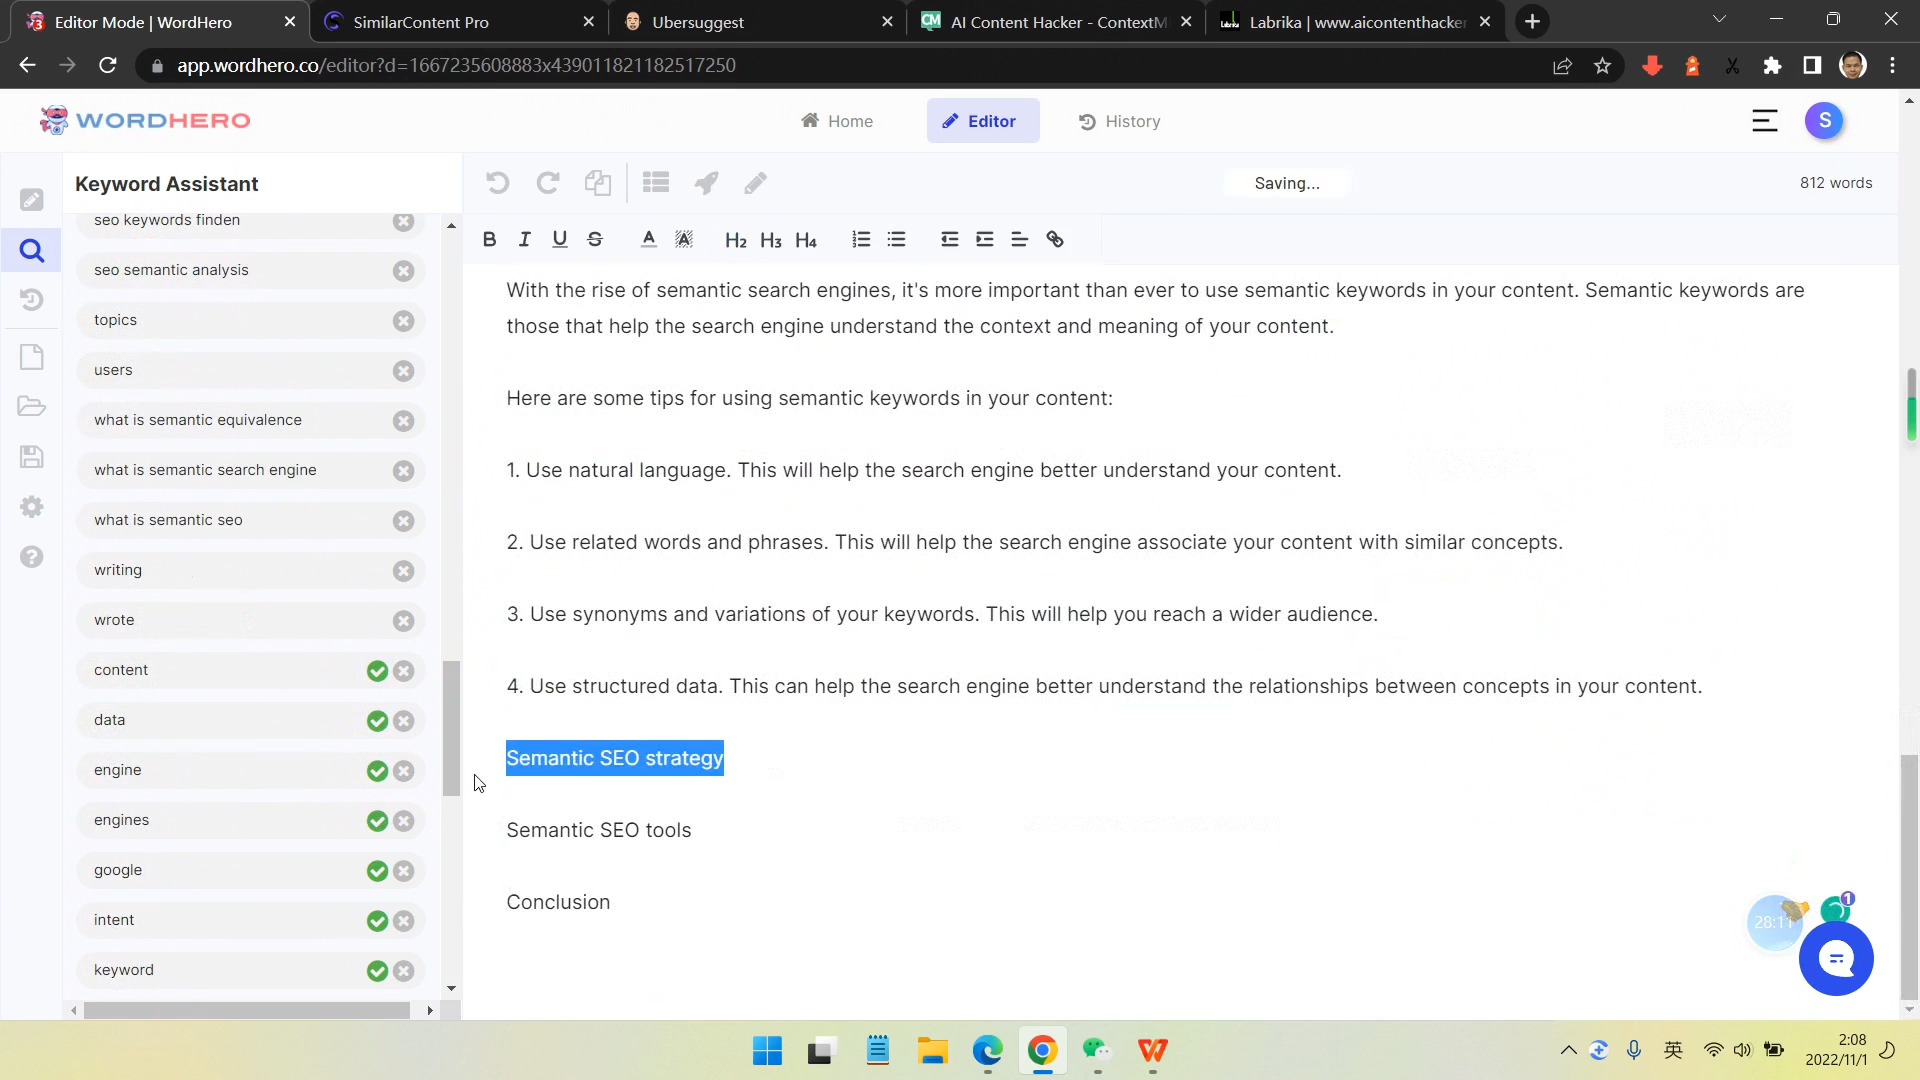 Editor Mode | WordHero
SimilarContent Pro
Ubersuggest
AI Content Hacker - ContextM
Labrika | www.aicontenthacker
app.wordhero.co/editor?d=1667235608883x439011821182517250
WORDHERO
Home
Editor
History
S
Keyword Assistant
Saving...
812 words
B I U S A A H2 H3 H4
seo keywords finden
seo semantic analysis
topics
users
what is semantic equivalence
what is semantic search engine
what is semantic seo
writing
wrote
content
data
engine
engines
google
intent
keyword
With the rise of semantic search engines, it's more important than ever to use semantic keywords in your content. Semantic keywords are
those that help the search engine understand the context and meaning of your content.
Here are some tips for using semantic keywords in your content:
1. Use natural language. This will help the search engine better understand your content.
2. Use related words and phrases. This will help the search engine associate your content with similar concepts.
3. Use synonyms and variations of your keywords. This will help you reach a wider audience.
4. Use structured data. This can help the search engine better understand the relationships between concepts in your content.
Semantic SEO strategy
Semantic SEO tools
Conclusion
1
英
2:08
2022/11/1